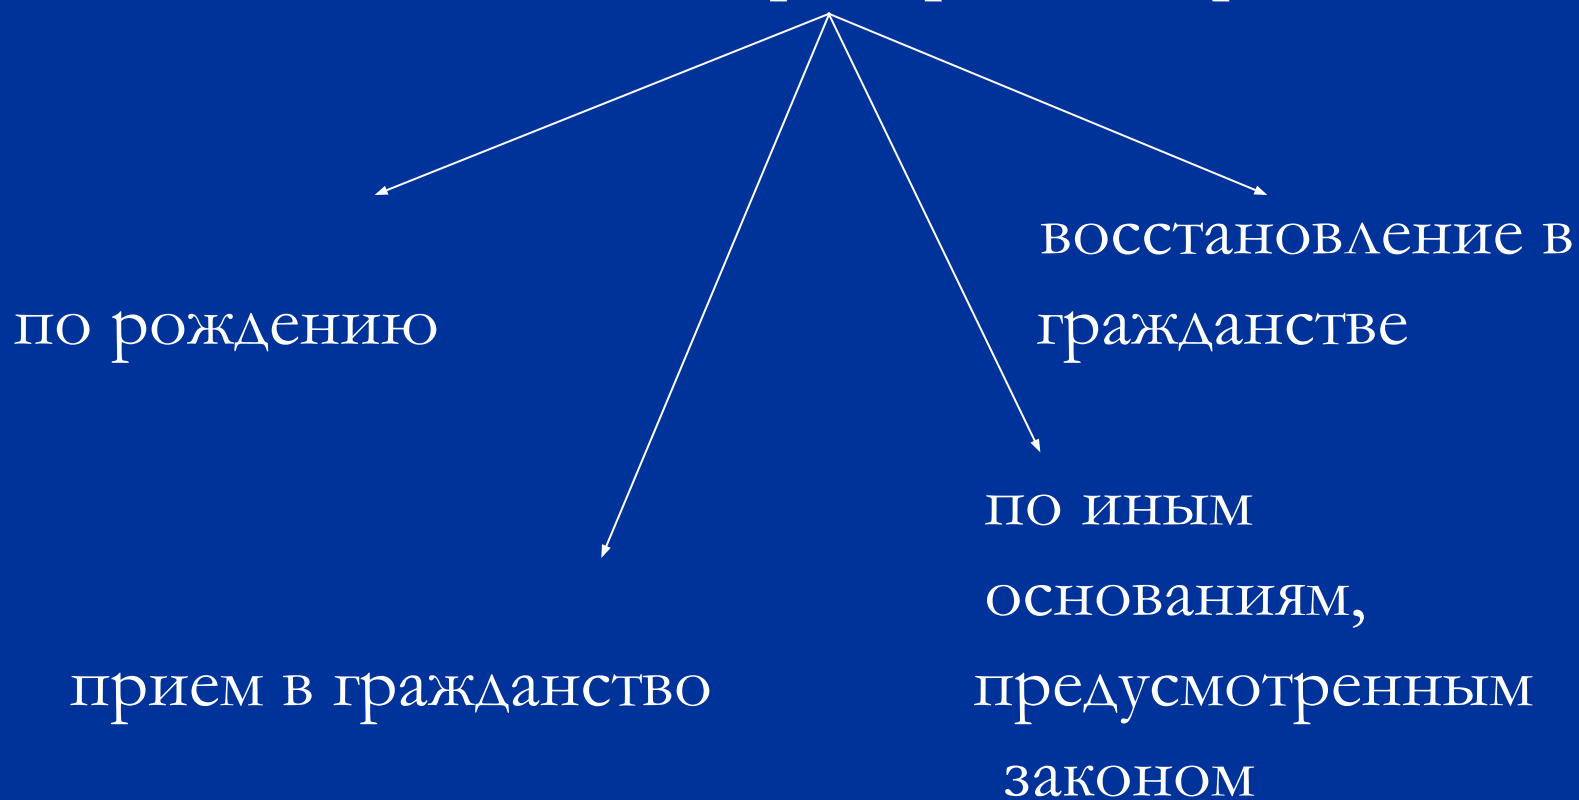 восстановление в
по рождению
гражданстве
по иным
основаниям,
прием в гражданство
предусмотренным
законом